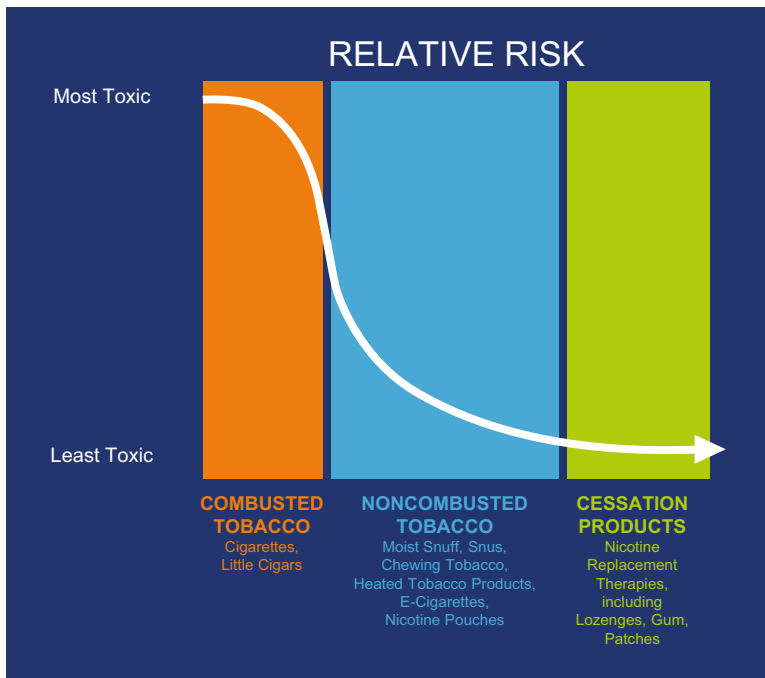 RELATIVE RISK
Most Toxic
Least Toxic
COMBUSTED
TOBACCO
Cigarettes,
Little Cigars
NONCOMBUSTED
TOBACCO
Moist Snuff, Snus,
Chewing Tobacco,
Heated Tobacco Products,
E-Cigarettes,
Nicotine Pouches
CESSATION
PRODUCTS
Nicotine
Replacement
Therapies,
including
Lozenges, Gum,
Patches